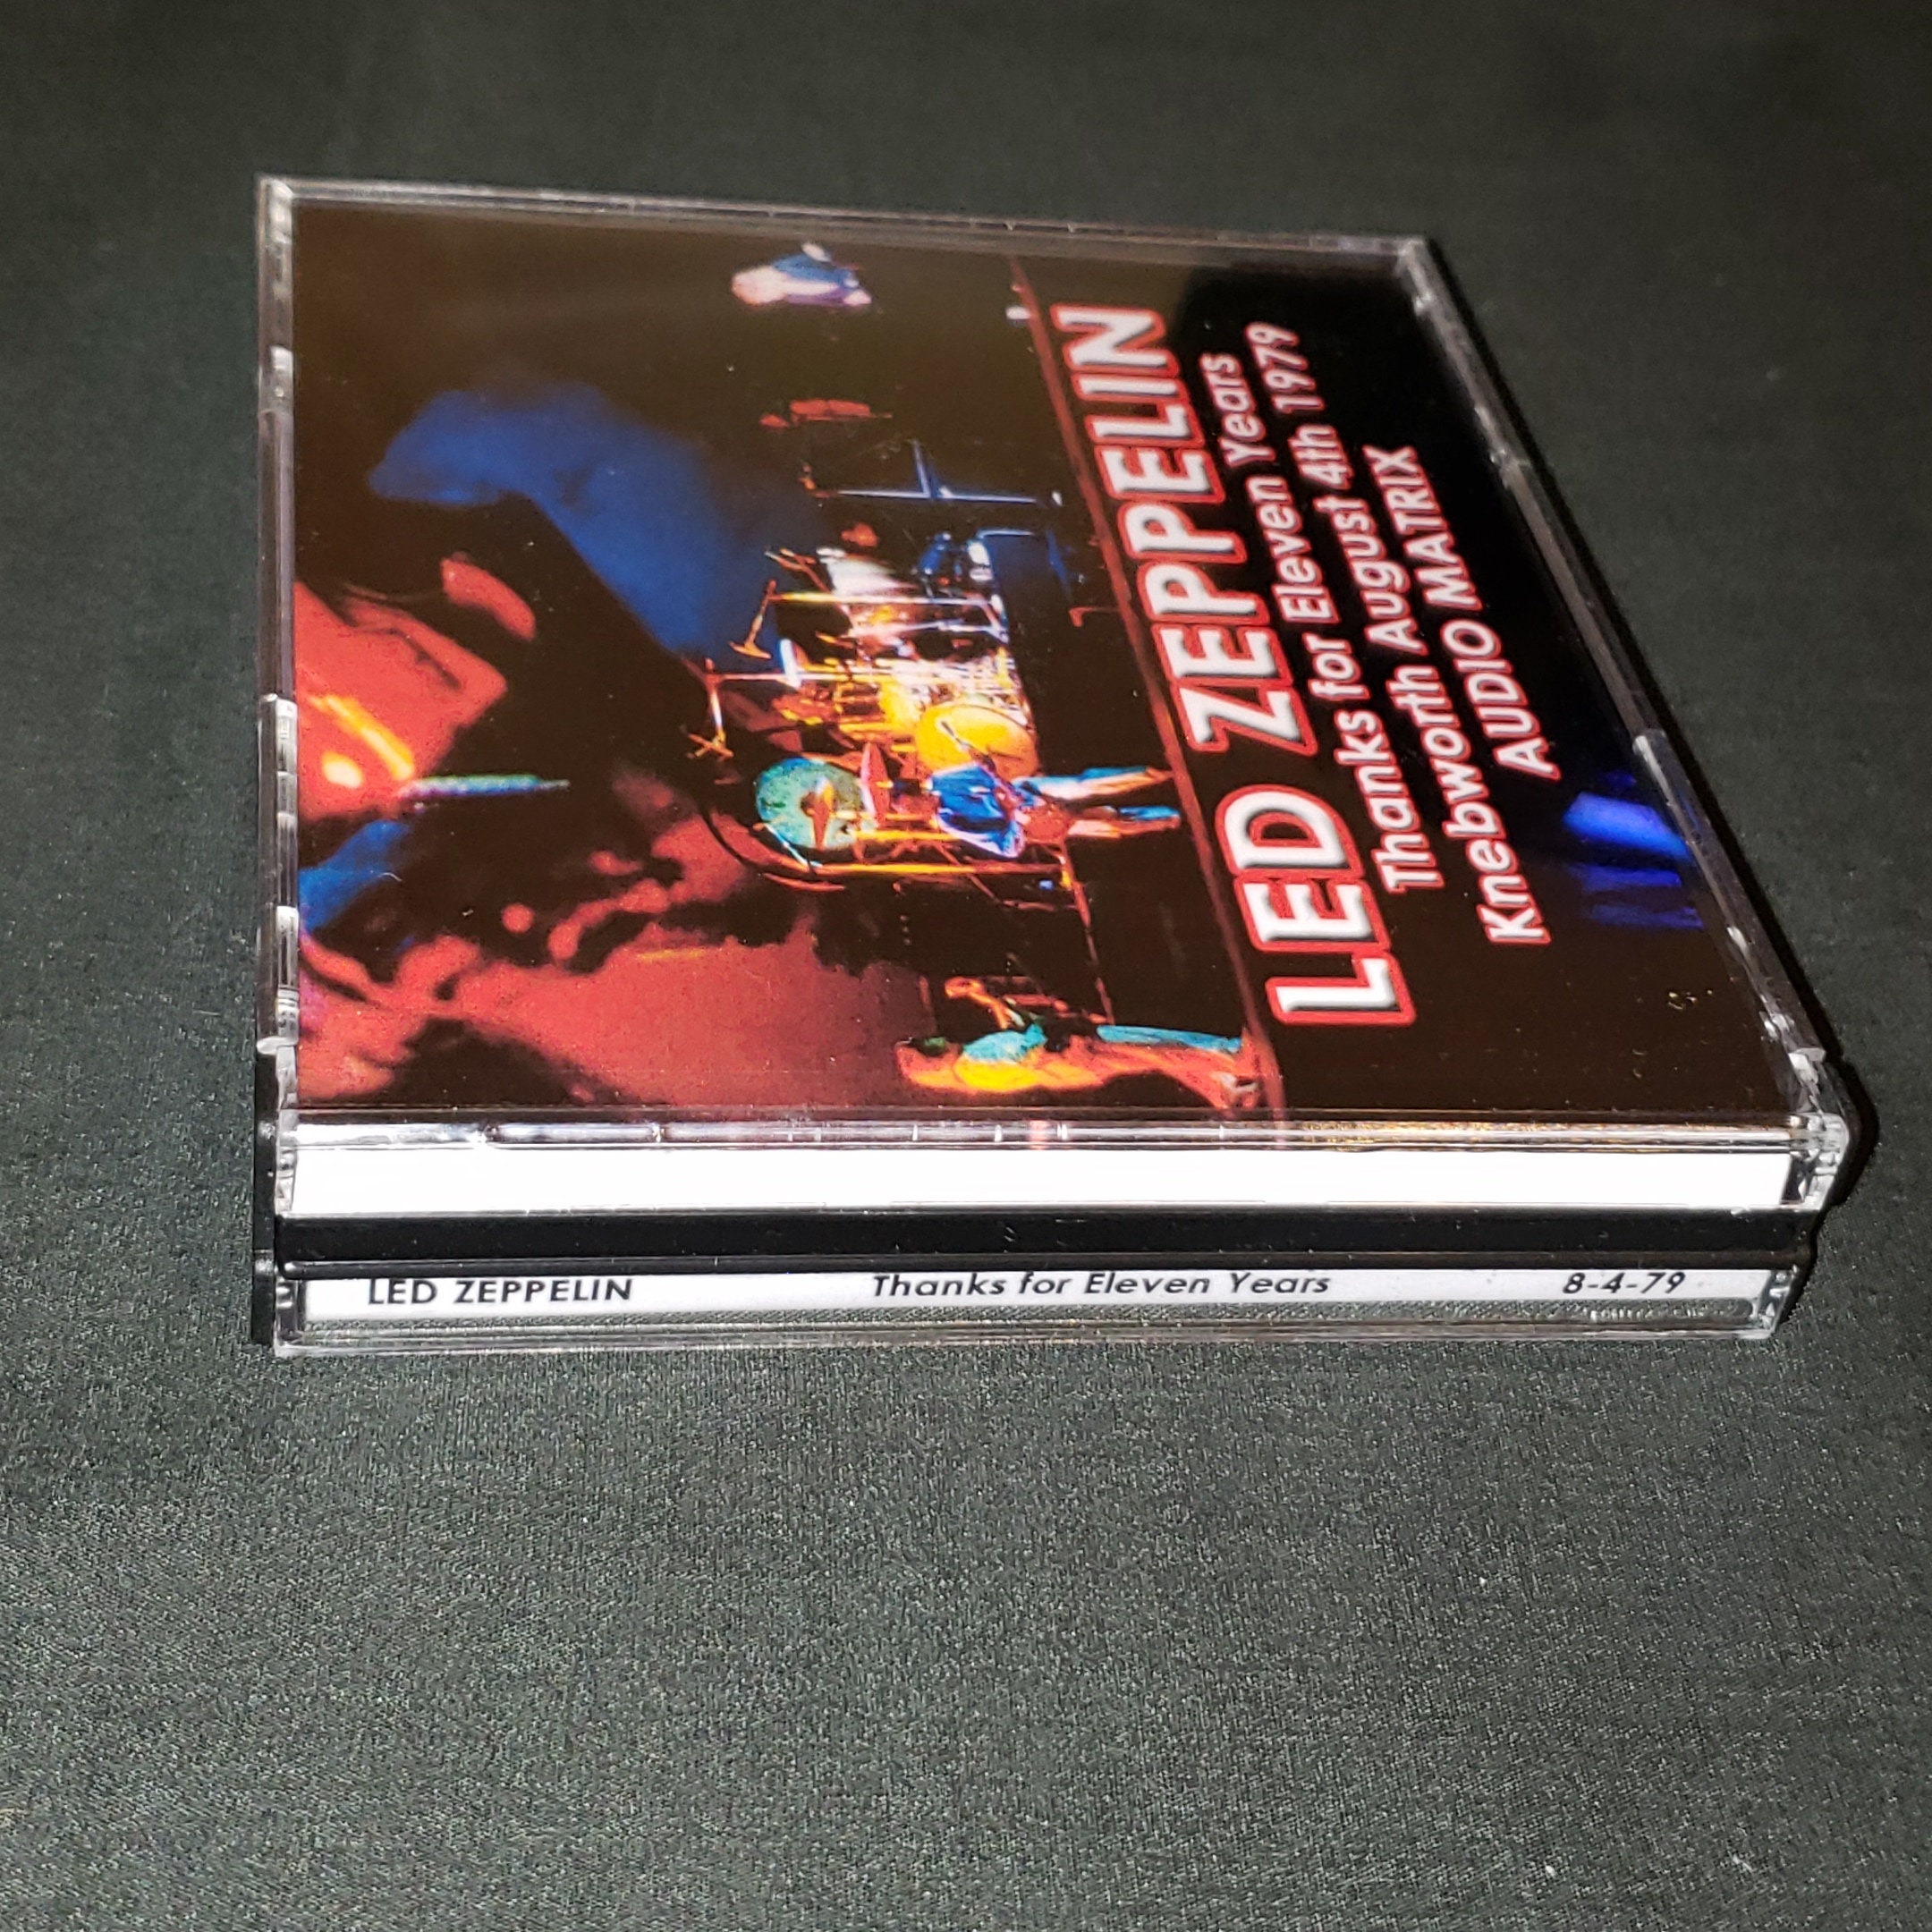 LED ZEPPELIN
Thanks for Eleven Years
Knebworth August 4th 1979
AUDIO MATRIX
LED ZEPPELIN Thanks for Eleven Years 8-4-79